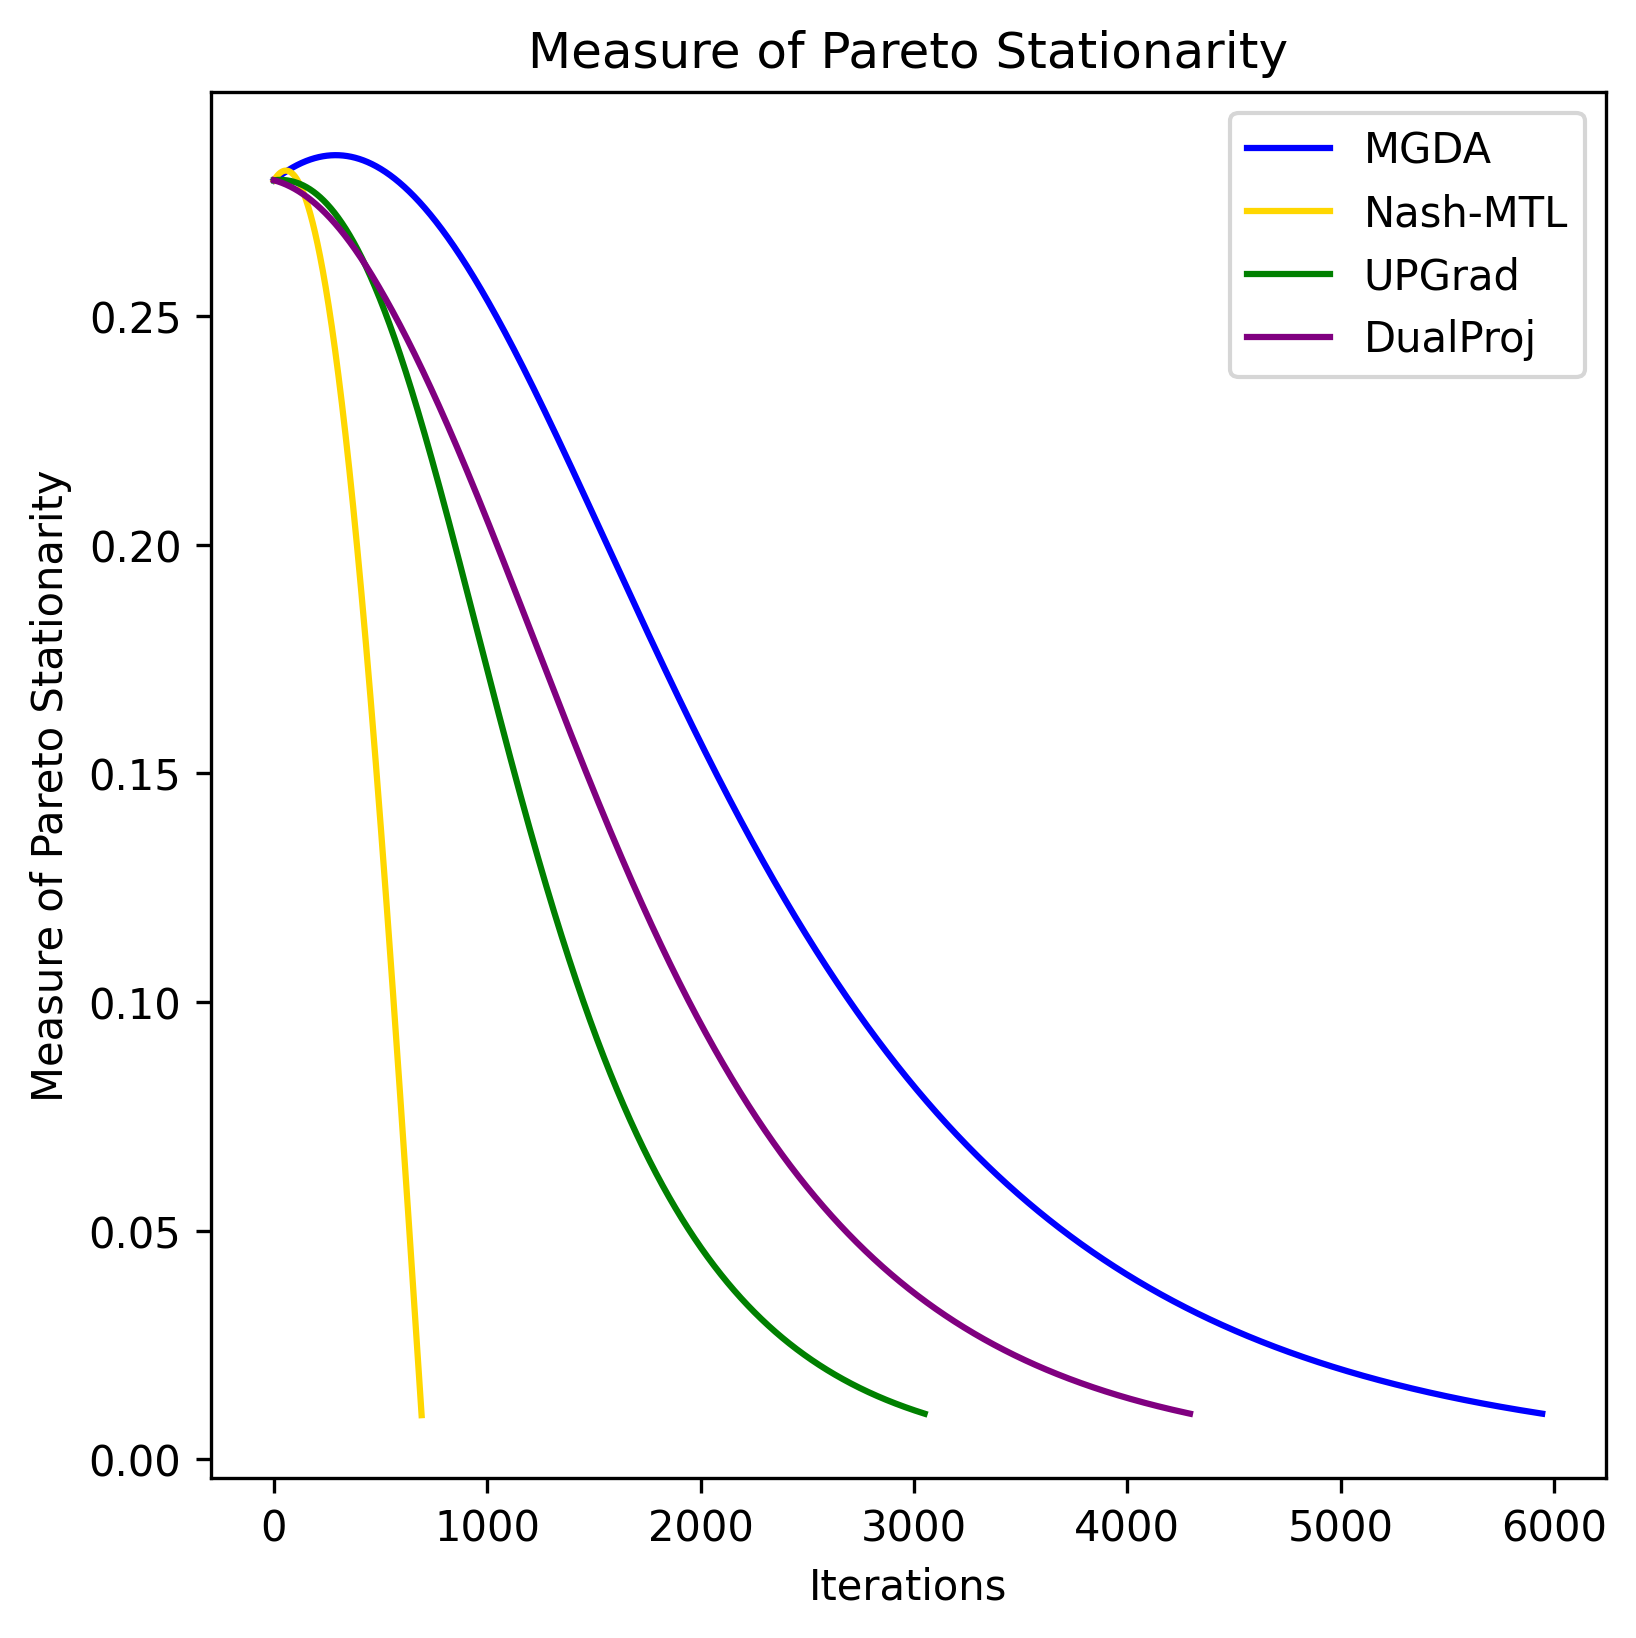 Measure of Pareto Stationarity
MGDA
Nash-MTL
UPGrad
DualProj
Measure of Pareto Stationarity
0.25
0.20
0.15
0.10
0.05
0.00
0 1000 2000 3000 4000 5000 6000
Iterations